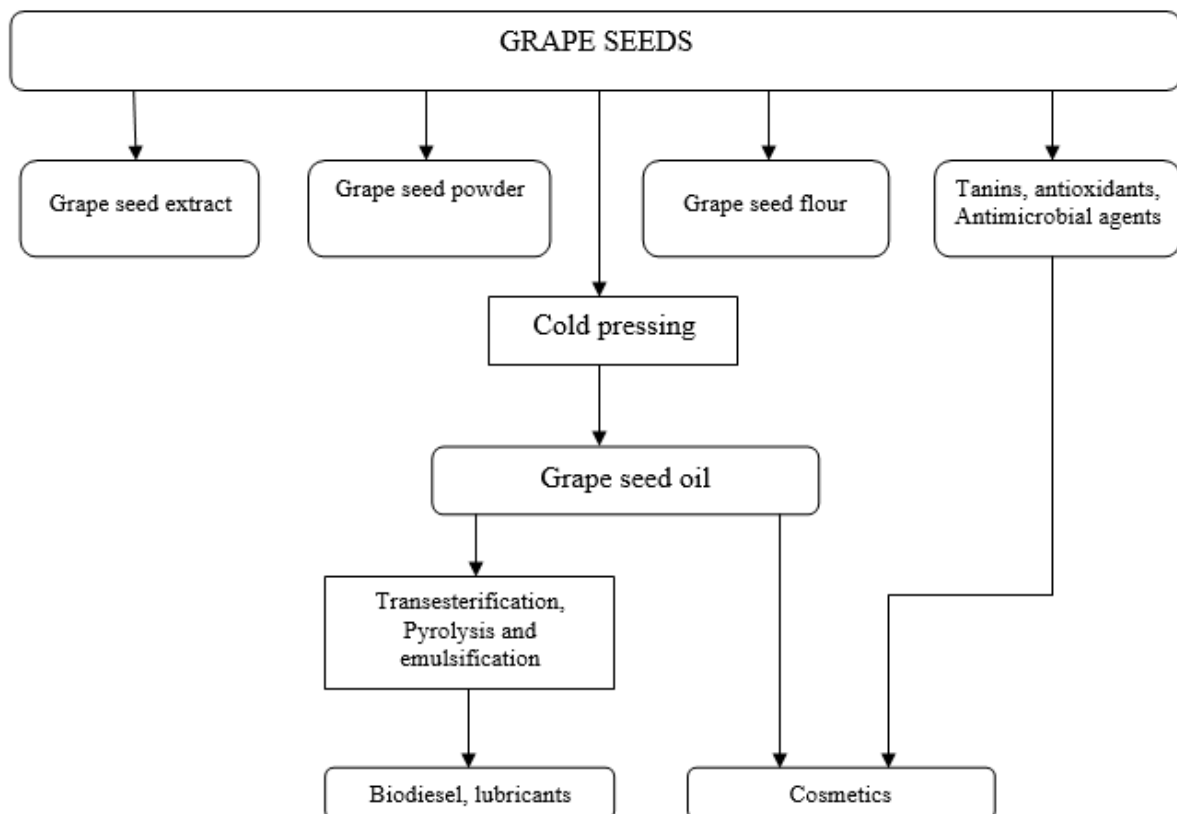 GRAPE SEEDS
Grape seed extract
Grape seed powder
Grape seed flour
Tanins, antioxidants,
Antimicrobial agents
Cold pressing
Grape seed oil
Transesterification,
Pyrolysis and
emulsification
Biodiesel, lubricants
Cosmetics